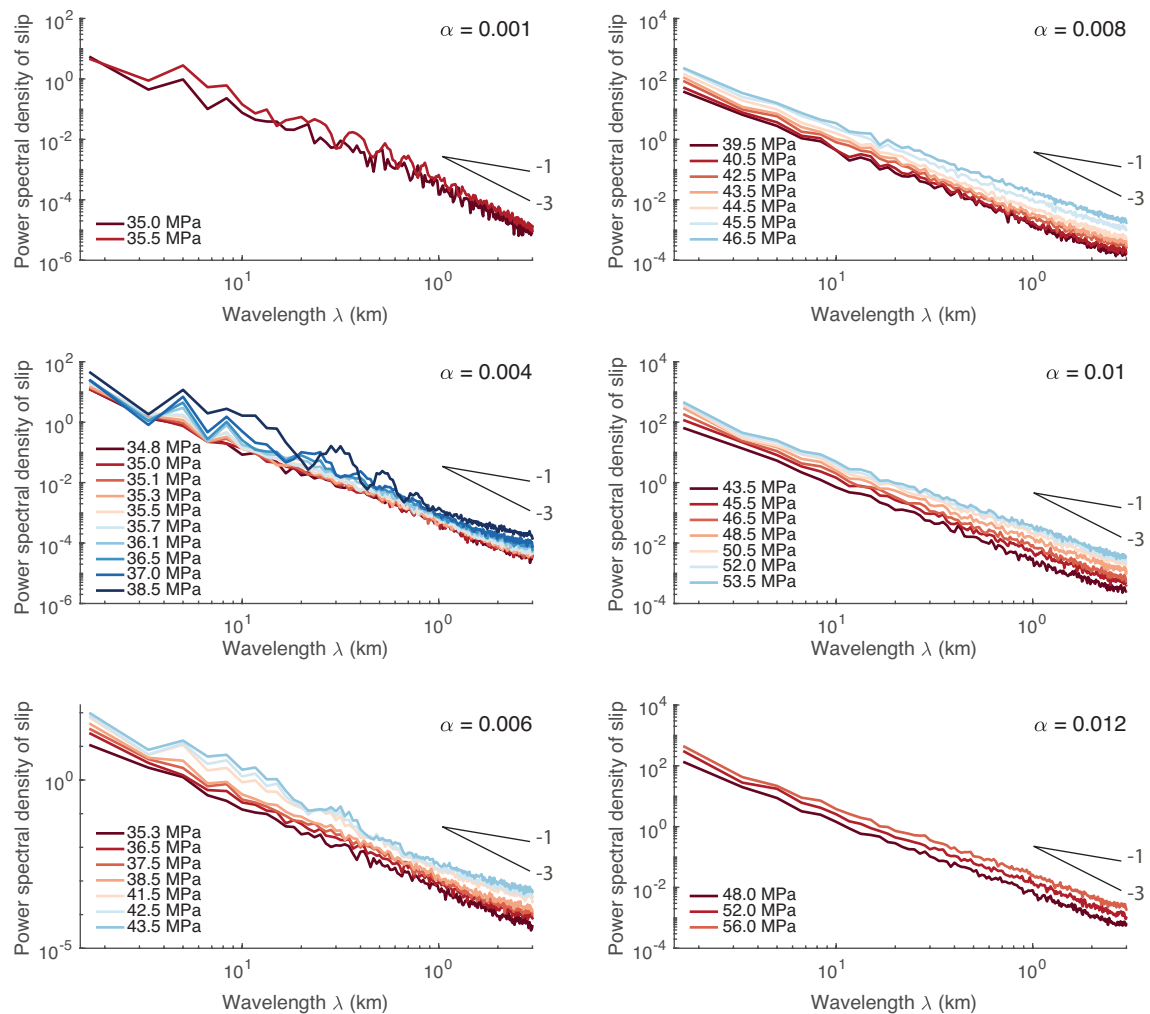 α = 0.001
Power spectral density of slip
10^2
10^0
10^-2
10^-4
10^-6
35.0 MPa
35.5 MPa
-1
-3
10^1
10^0
Wavelength λ (km)
α = 0.008
Power spectral density of slip
10^4
10^2
10^0
10^-2
10^-4
39.5 MPa
40.5 MPa
42.5 MPa
43.5 MPa
44.5 MPa
45.5 MPa
46.5 MPa
-1
-3
10^1
10^0
Wavelength λ (km)
α = 0.004
Power spectral density of slip
10^2
10^0
10^-2
10^-4
10^-6
34.8 MPa
35.0 MPa
35.1 MPa
35.3 MPa
35.5 MPa
35.7 MPa
36.1 MPa
36.5 MPa
37.0 MPa
38.5 MPa
-1
-3
10^1
10^0
Wavelength λ (km)
α = 0.01
Power spectral density of slip
10^4
10^2
10^0
10^-2
10^-4
43.5 MPa
45.5 MPa
46.5 MPa
48.5 MPa
50.5 MPa
52.0 MPa
53.5 MPa
-1
-3
10^1
10^0
Wavelength λ (km)
α = 0.006
Power spectral density of slip
10^0
10^-5
35.3 MPa
36.5 MPa
37.5 MPa
38.5 MPa
41.5 MPa
42.5 MPa
43.5 MPa
-1
-3
10^1
10^0
Wavelength λ (km)
α = 0.012
Power spectral density of slip
10^4
10^2
10^0
10^-2
10^-4
48.0 MPa
52.0 MPa
56.0 MPa
-1
-3
10^1
10^0
Wavelength λ (km)